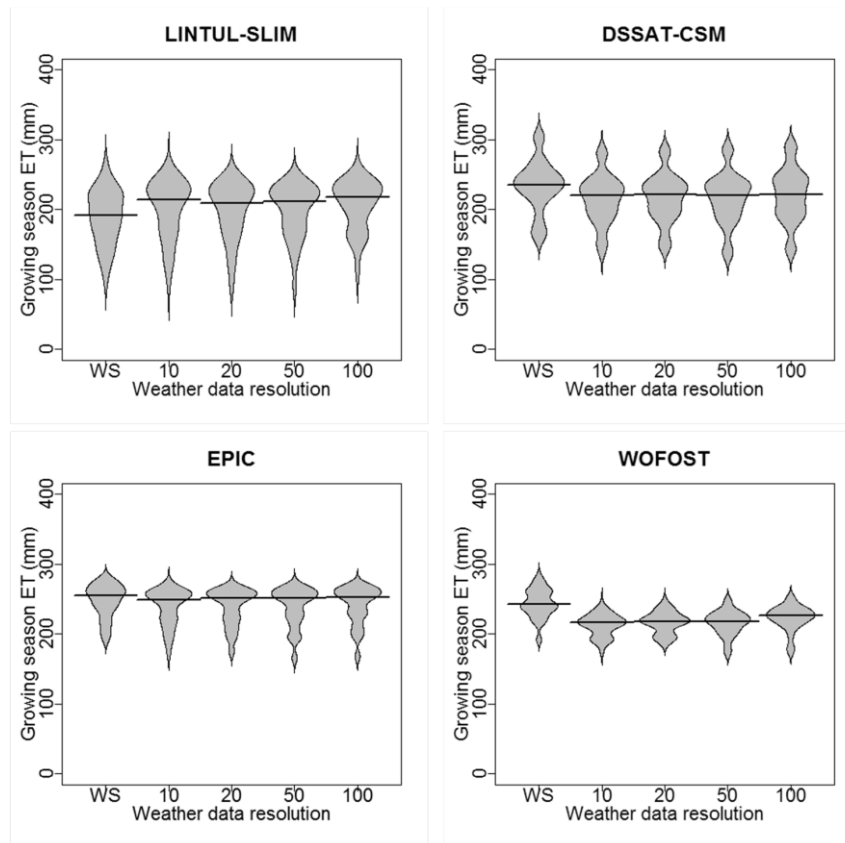 LINTUL-SLIM
Growing season ET (mm)
400
300
200
100
0
WS 10 20 50 100
Weather data resolution
DSSAT-CSM
Growing season ET (mm)
400
300
200
100
0
WS 10 20 50 100
Weather data resolution
EPIC
Growing season ET (mm)
400
300
200
100
0
WS 10 20 50 100
Weather data resolution
WOFOST
Growing season ET (mm)
400
300
200
100
0
WS 10 20 50 100
Weather data resolution